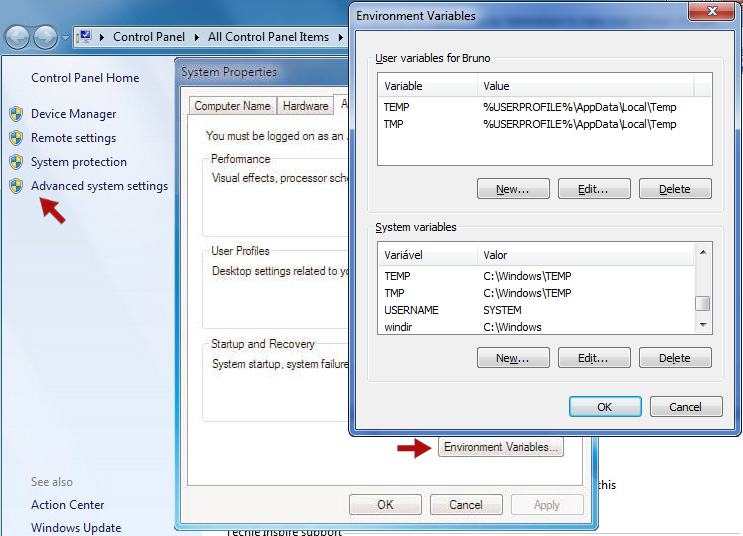 Control Panel
All Control Panel Items
Control Panel Home
Device Manager
Remote settings
System protection
Advanced system settings
See also
Action Center
Windows Update
System Properties
Computer Name
Hardware
You must be logged on as an
Performance
Visual effects, processor
User Profiles
Desktop settings related to
Startup and Recovery
System startup, system failure
Environment Variables...
OK Cancel Apply
this
Techie Inspire support
Environment Variables
User variables for Bruno
Variable Value
TEMP %USERPROFILE%\AppData\Local\Temp
TMP %USERPROFILE%\AppData\Local\Temp
New... Edit... Delete
System variables
Variável Valor
TEMP C:\Windows\TEMP
TMP C:\Windows\TEMP
USERNAME SYSTEM
windir C:\Windows
New... Edit... Delete
OK Cancel